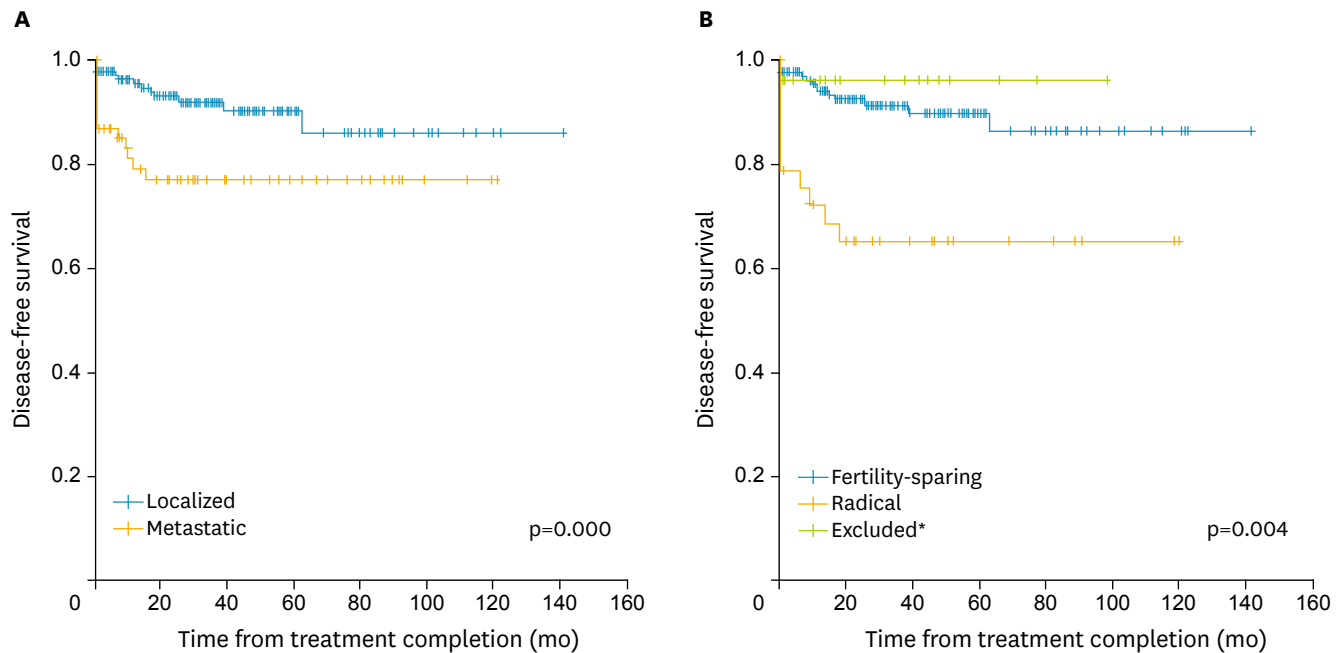 A
1.0
0.8
0.6
0.4
0.2
Disease-free survival
Localized
Metastatic
p=0.000
0 20 40 60 80 100 120 140 160
Time from treatment completion (mo)
B
1.0
0.8
0.6
0.4
0.2
Disease-free survival
Fertility-sparing
Radical
Excluded*
p=0.004
0 20 40 60 80 100 120 140 160
Time from treatment completion (mo)